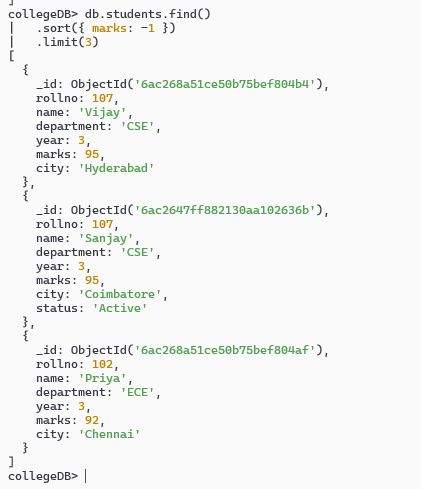 ]
collegeDB> db.students.find()
|   .sort({ marks: -1 })
|   .limit(3)
[
  {
    _id: ObjectId('6ac268a51ce50b75bef804b4'),
    rollno: 107,
    name: 'Vijay',
    department: 'CSE',
    year: 3,
    marks: 95,
    city: 'Hyderabad'
  },
  {
    _id: ObjectId('6ac2647ff882130aa102636b'),
    rollno: 107,
    name: 'Sanjay',
    department: 'CSE',
    year: 3,
    marks: 95,
    city: 'Coimbatore',
    status: 'Active'
  },
  {
    _id: ObjectId('6ac268a51ce50b75bef804af'),
    rollno: 102,
    name: 'Priya',
    department: 'ECE',
    year: 3,
    marks: 92,
    city: 'Chennai'
  }
]
collegeDB>